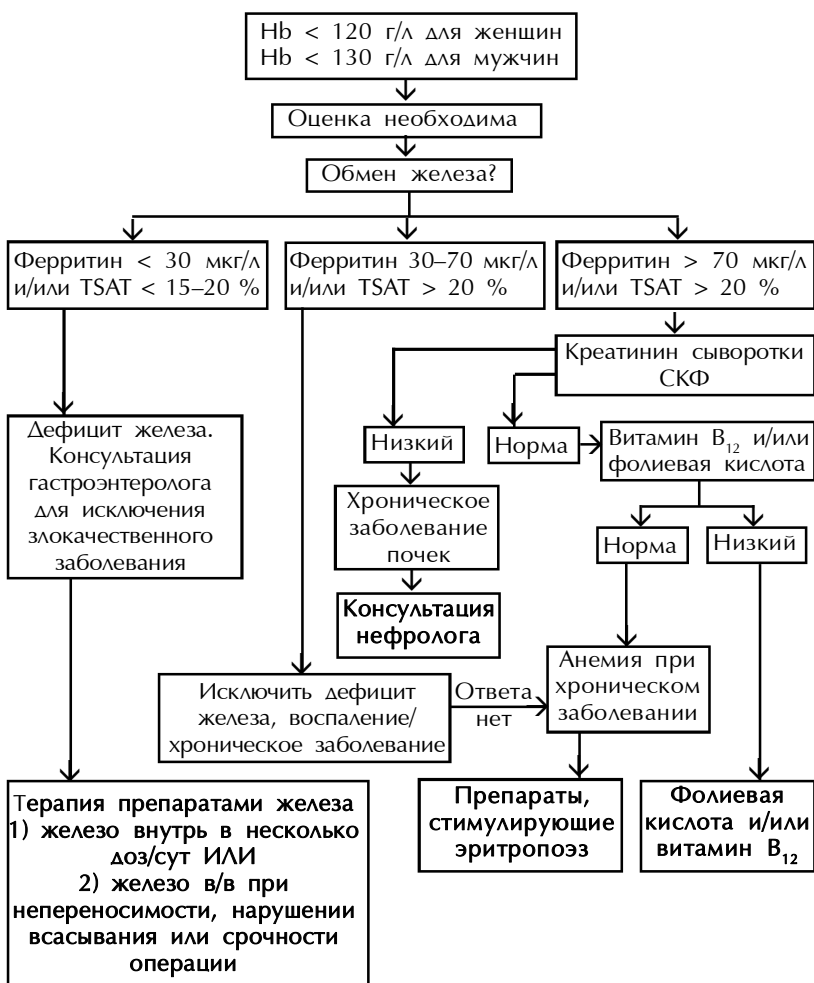 Hb < 120 г/л для женщин
Hb < 130 г/л для мужчин
Оценка необходима
Обмен железа?
Ферритин < 30 мкг/л
и/или TSAT < 15–20 %
Ферритин 30–70 мкг/л
и/или TSAT > 20 %
Ферритин > 70 мкг/л
и/или TSAT > 20 %
Креатинин сыворотки
СКФ
Дефицит железа.
Консультация
гастроэнтеролога
для исключения
злокачественного
заболевания
Низкий
Норма
Витамин B₁₂ и/или
фолиевая кислота
Хроническое
заболевание
почек
Норма
Низкий
Консультация
нефролога
Исключить дефицит
железа, воспаление/
хроническое заболевание
Ответа
нет
Анемия при
хроническом
заболевании
Терапия препаратами железа
1) железо внутрь в несколько
доз/сут ИЛИ
2) железо в/в при
непереносимости, нарушении
всасывания или срочности
операции
Препараты,
стимулирующие
эритропоэз
Фолиевая
кислота и/или
витамин B₁₂